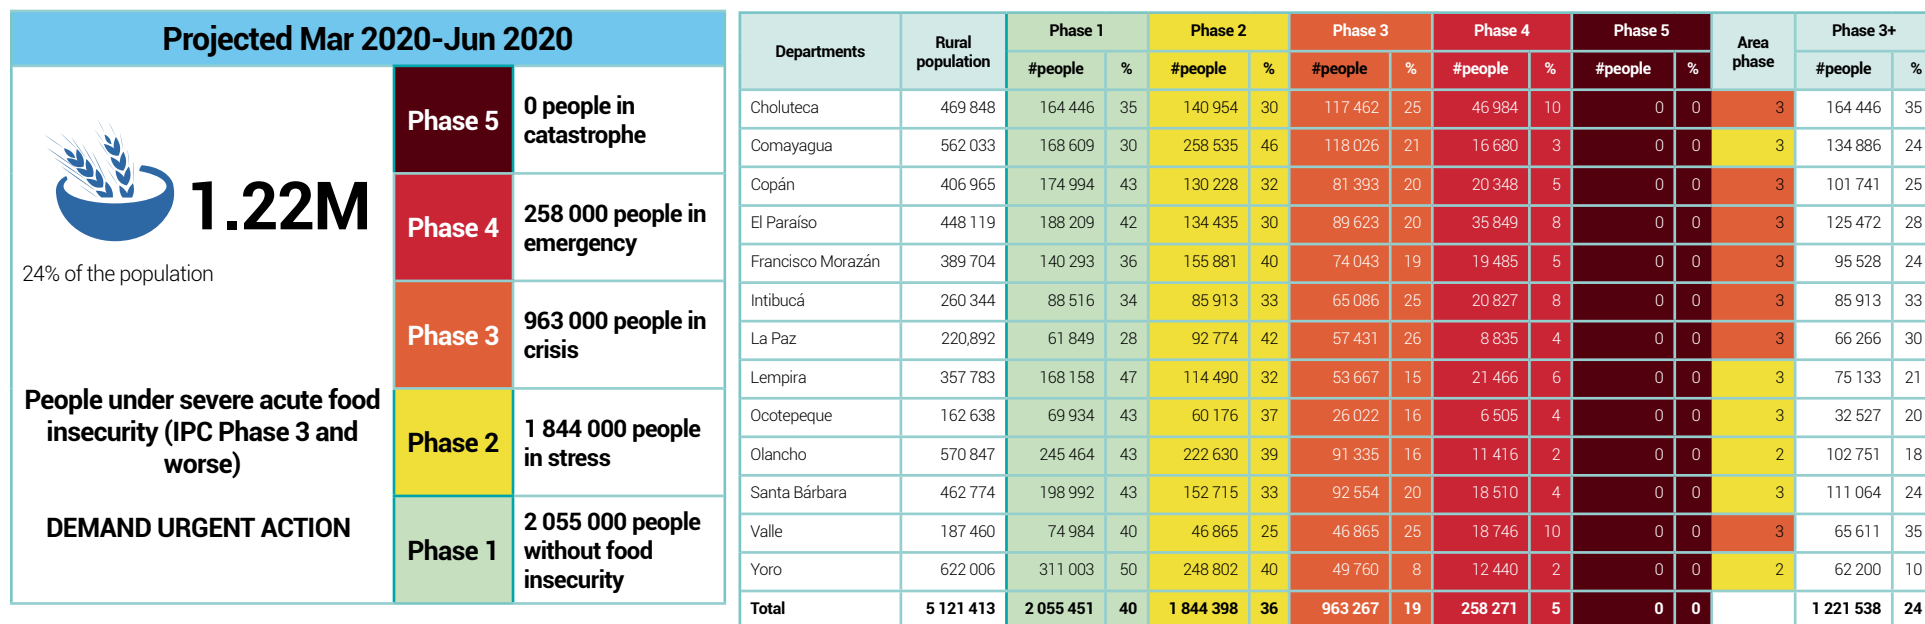 Projected Mar 2020-Jun 2020
1.22M
24% of the population
People under severe acute food
insecurity (IPC Phase 3 and
worse)
DEMAND URGENT ACTION
Phase 5
0 people in
catastrophe
Phase 4
258 000 people in
emergency
Phase 3
963 000 people in
crisis
Phase 2
1 844 000 people
in stress
Phase 1
2 055 000 people
without food
insecurity
Departments Rural population Phase 1 Phase 2 Phase 3 Phase 4 Phase 5 Area phase Phase 3+
#people % #people % #people % #people % #people % #people %
Choluteca 469 848 164 446 35 140 954 30 117 462 25 46 984 10 0 0 3 164 446 35
Comayagua 562 033 168 609 30 258 535 46 118 026 21 16 680 3 0 0 3 134 886 24
Copán 406 965 174 994 43 130 228 32 81 393 20 20 348 5 0 0 3 101 741 25
El Paraíso 448 119 188 209 42 134 435 30 89 623 20 35 849 8 0 0 3 125 472 28
Francisco Morazán 389 704 140 293 36 155 881 40 74 043 19 19 485 5 0 0 3 95 528 24
Intibucá 260 344 88 516 34 85 913 33 65 086 25 20 827 8 0 0 3 85 913 33
La Paz 220,892 61 849 28 92 774 42 57 431 26 8 835 4 0 0 3 66 266 30
Lempira 357 783 168 158 47 114 490 32 53 667 15 21 466 6 0 0 3 75 133 21
Ocotepeque 162 638 69 934 43 60 176 37 26 022 16 6 505 4 0 0 3 32 527 20
Olancho 570 847 245 464 43 222 630 39 91 335 16 11 416 2 0 0 2 102 751 18
Santa Bárbara 462 774 198 992 43 152 715 33 92 554 20 18 510 4 0 0 3 111 064 24
Valle 187 460 74 984 40 46 865 25 46 865 25 18 746 10 0 0 3 65 611 35
Yoro 622 006 311 003 50 248 802 40 49 760 8 12 440 2 0 0 2 62 200 10
Total 5 121 413 2 055 451 40 1 844 398 36 963 267 19 258 271 5 0 0 1 221 538 24